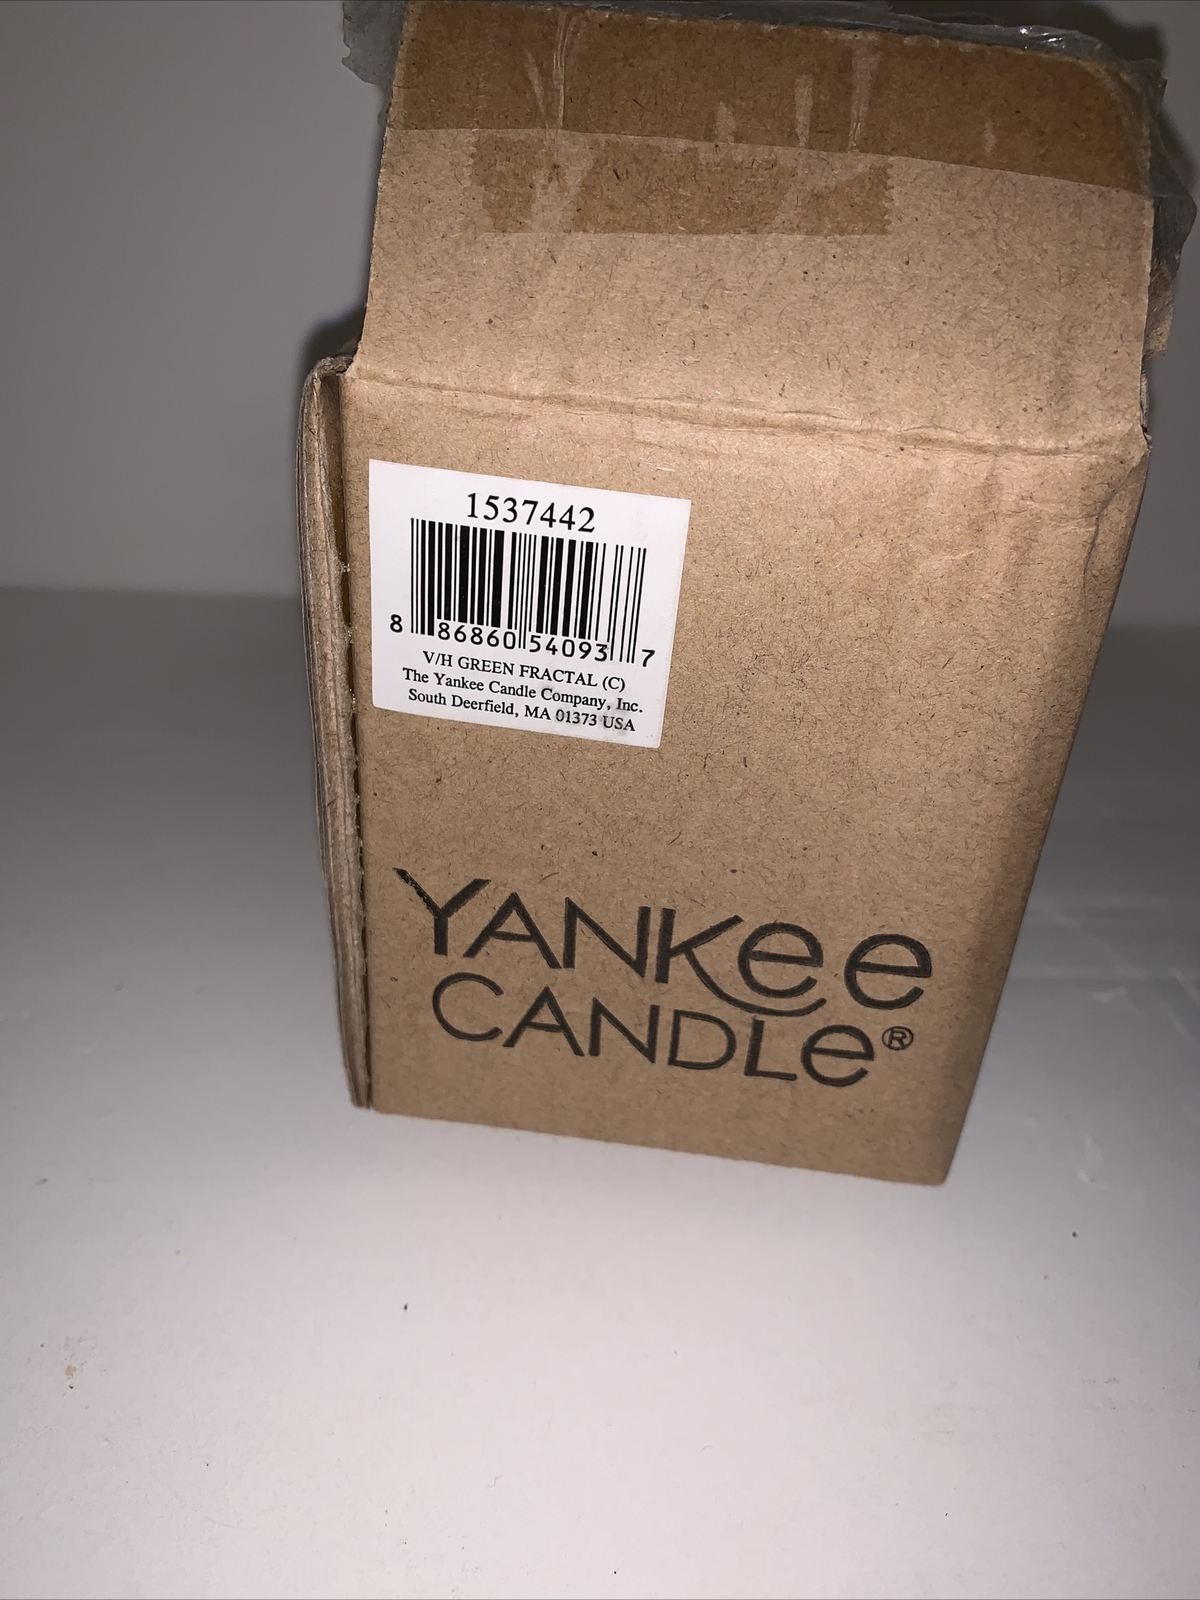 1537442
8 86860 54093 7
V/H GREEN FRACTAL (C)
The Yankee Candle Company, Inc.
South Deerfield, MA 01373 USA
YANKee
CANDLe®